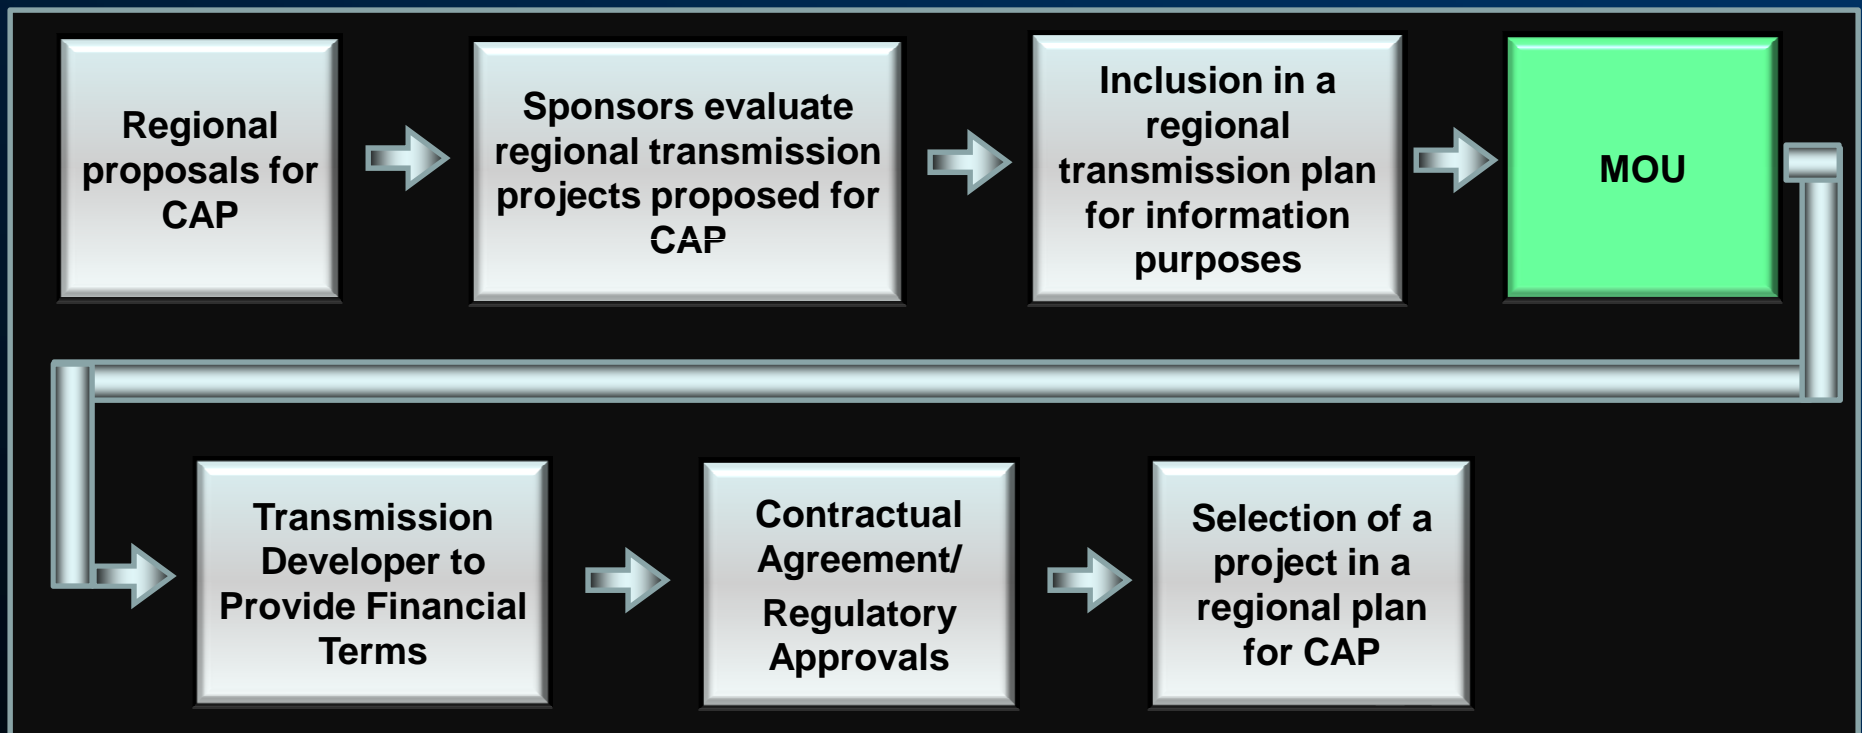 Regional
proposals for
CAP
Sponsors evaluate
regional transmission
projects proposed for
CAP
Inclusion in a
regional
transmission plan
for information
purposes
MOU
Transmission
Developer to
Provide Financial
Terms
Contractual
Agreement/
Regulatory
Approvals
Selection of a
project in a
regional plan
for CAP